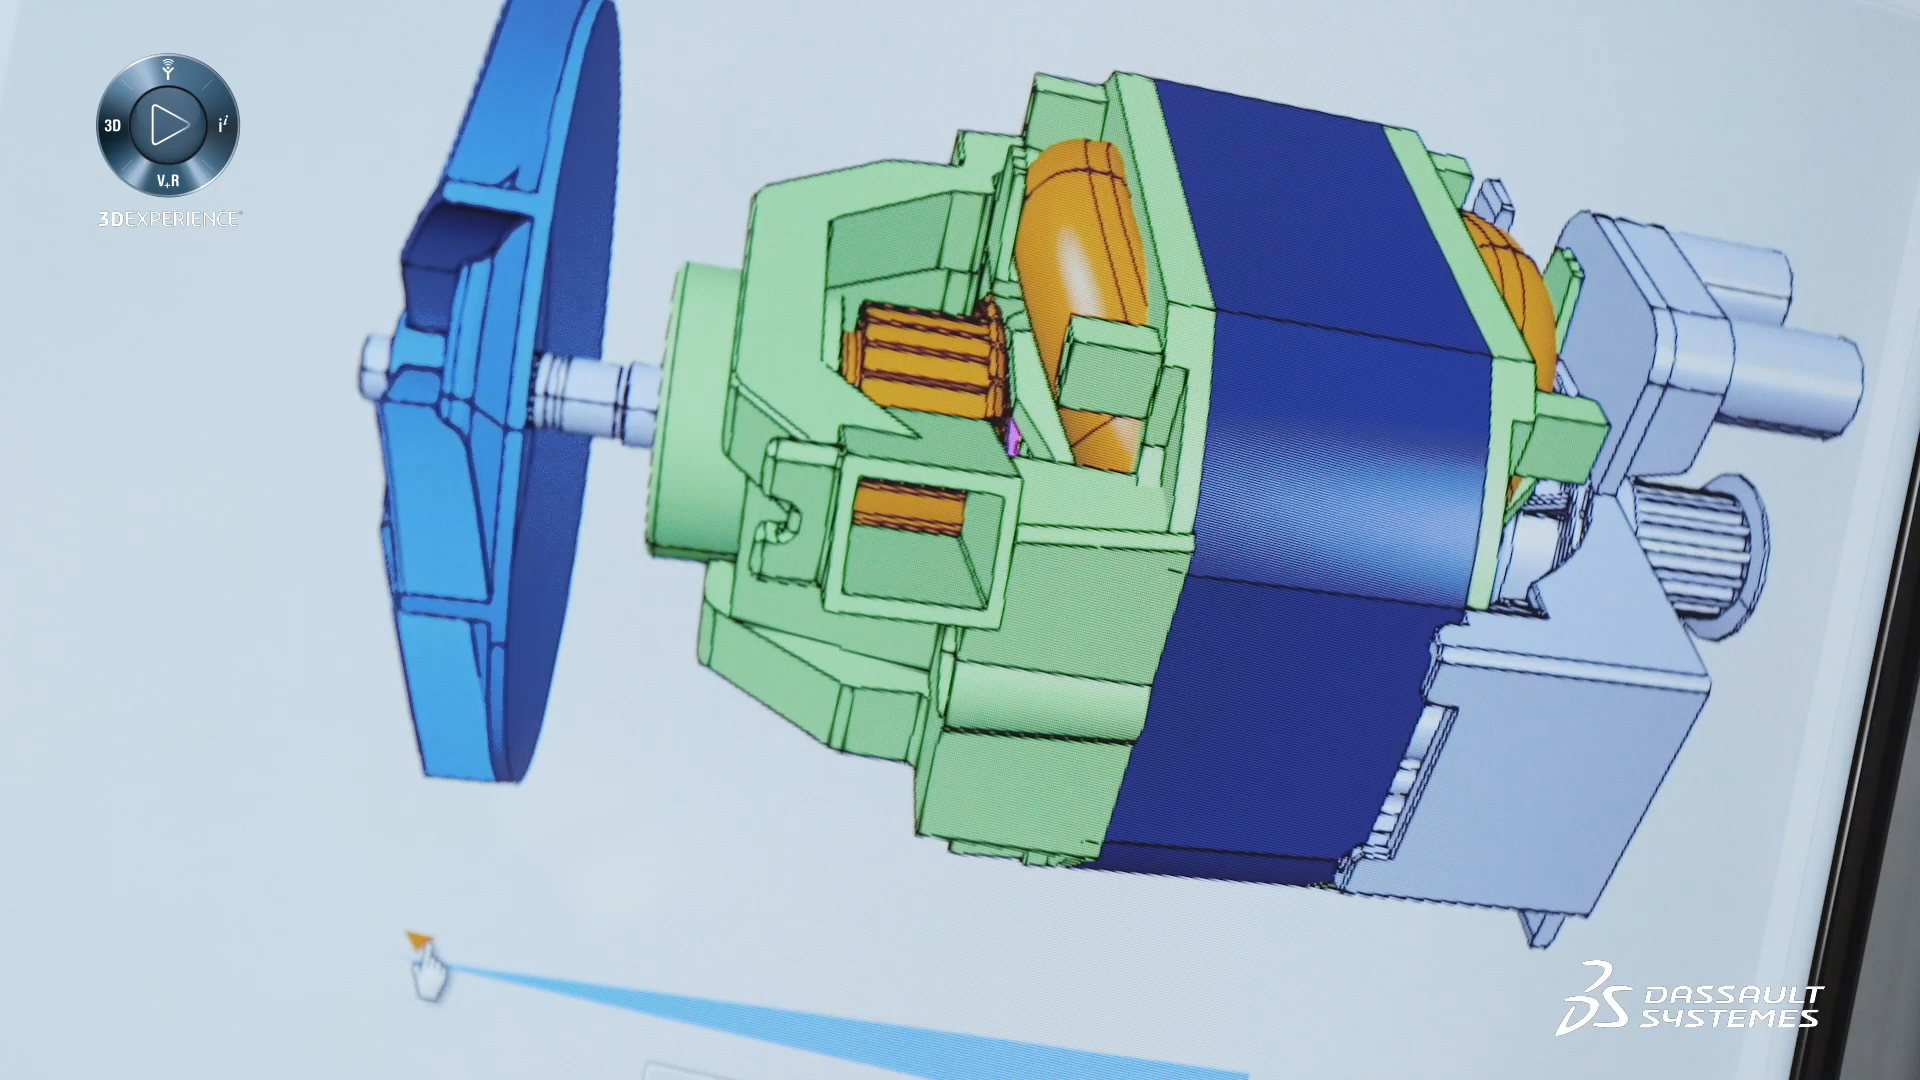 3D
i^i
V+R
3DEXPERIENCE®
DASSAULT
SYSTEMES